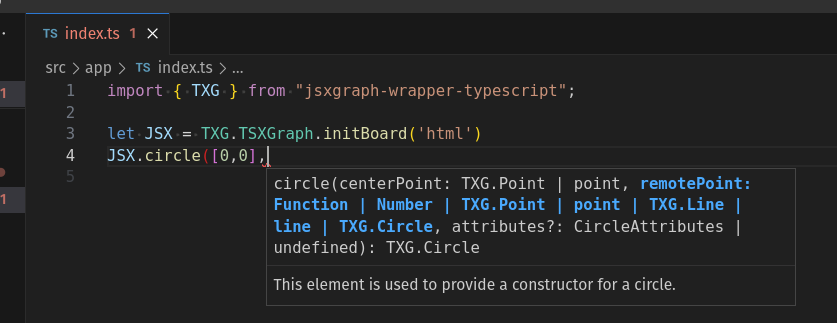 TS index.ts 1 ×
src > app > TS index.ts > ...
1
1 import { TXG } from "jsxgraph-wrapper-typescript";
2
3 let JSX = TXG.TSXGraph.initBoard('html')
4 JSX.circle([0,0],
5
circle(centerPoint: TXG.Point | point, remotePoint:
Function | Number | TXG.Point | point | TXG.Line |
line | TXG.Circle, attributes?: CircleAttributes |
undefined): TXG.Circle
This element is used to provide a constructor for a circle.
1